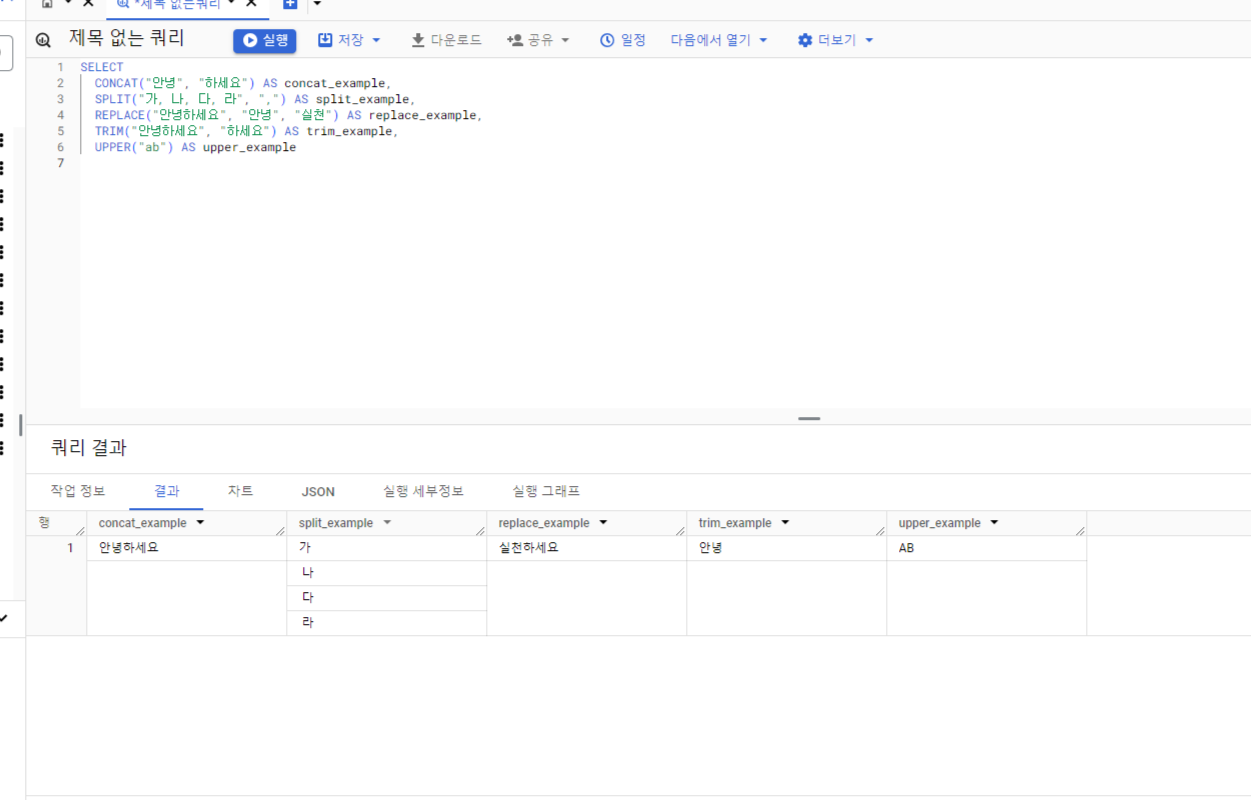 *제목 없는쿼리
제목 없는 쿼리 실행 저장 다운로드 공유 일정 다음에서 열기 더보기
1 SELECT
2 CONCAT("안녕", "하세요") AS concat_example,
3 SPLIT("가, 나, 다, 라", ",") AS split_example,
4 REPLACE("안녕하세요", "안녕", "실천") AS replace_example,
5 TRIM("안녕하세요", "하세요") AS trim_example,
6 UPPER("ab") AS upper_example
7
쿼리 결과
작업 정보 결과 차트 JSON 실행 세부정보 실행 그래프
행 concat_example split_example replace_example trim_example upper_example
1 안녕하세요 가 실천하세요 안녕 AB
나
다
라